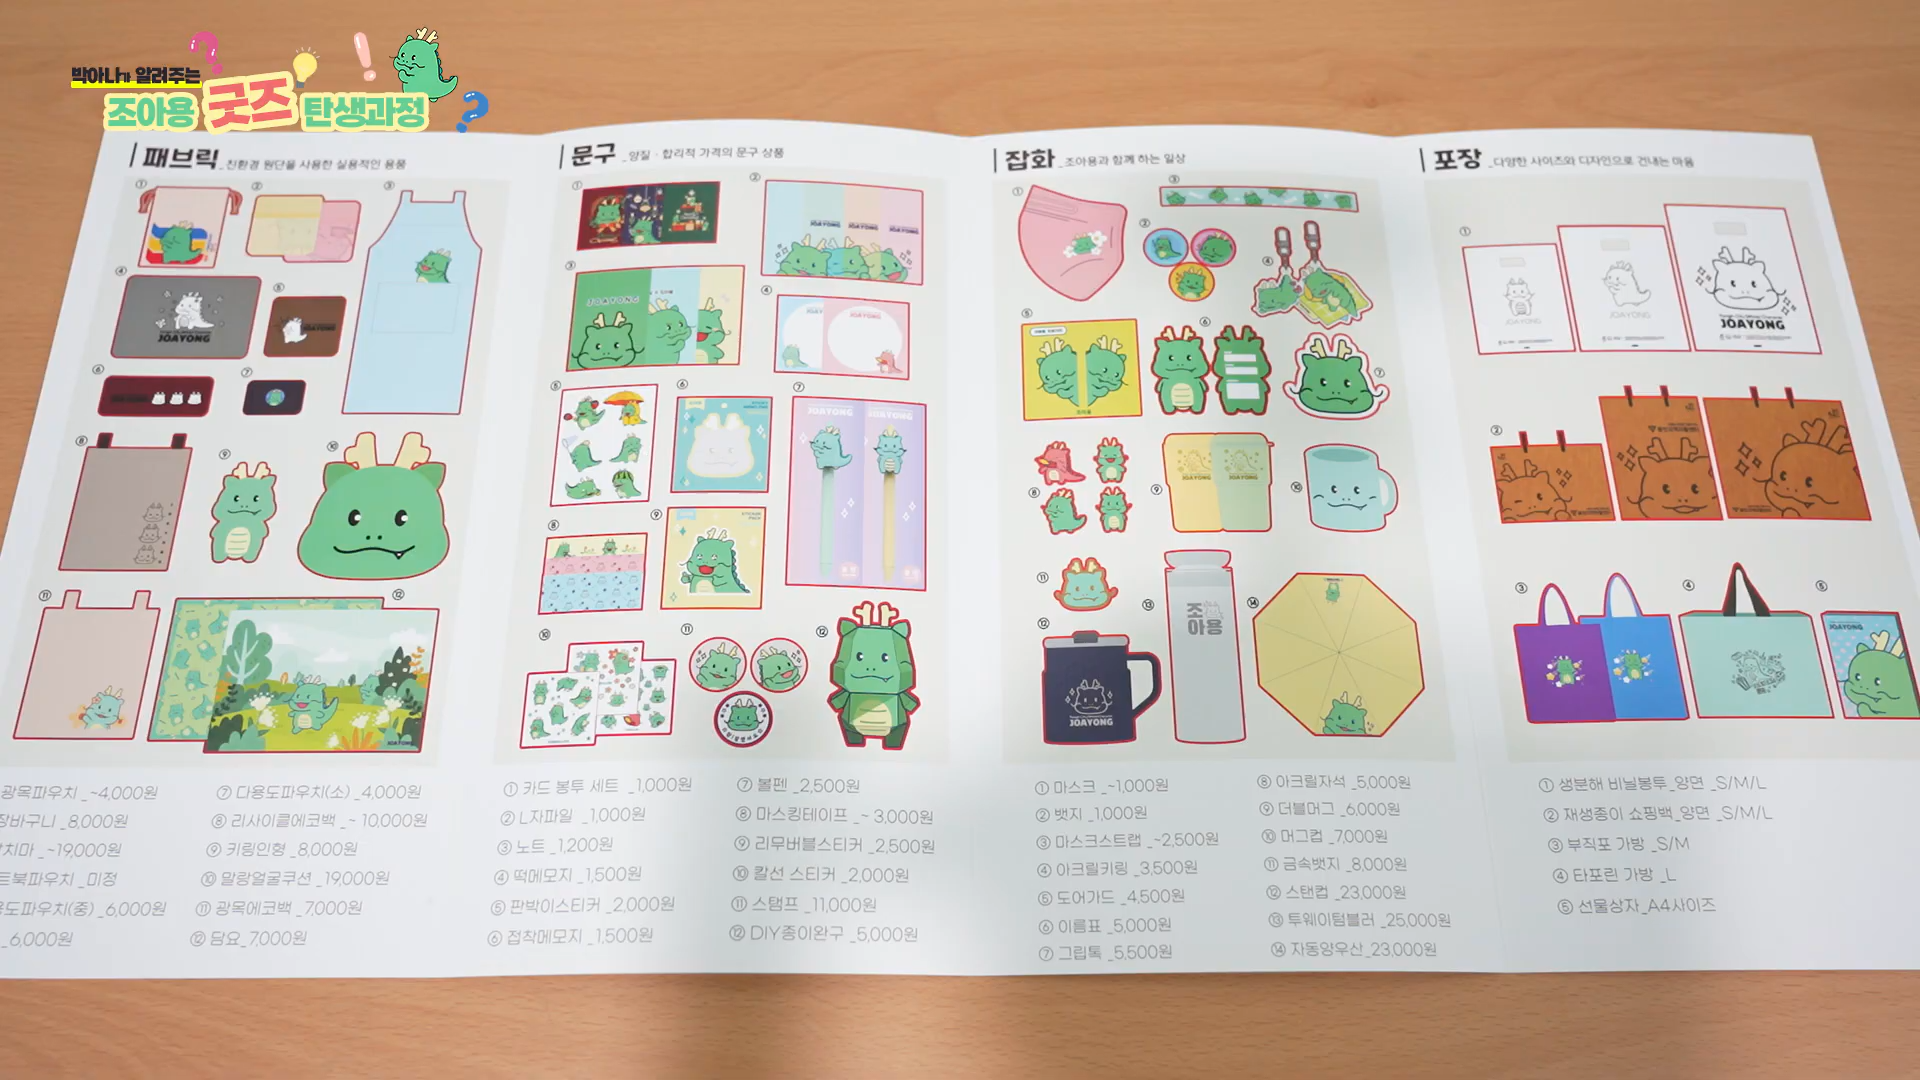 박아나가 알려주는
조아용 굿즈 탄생과정
패브릭 _친환경 원단을 사용한 실용적인 용품
JOAYONG
JOAYONG
JOAYONG
광목파우치 _~4,000원
장바구니 _8,000원
치마 _~19,000원
트북파우치 _미정
용도파우치(중) _6,000원
_6,000원
⑦ 다용도파우치(소) _4,000원
⑧ 리사이클에코백 _~ 10,000원
⑨ 키링인형 _8,000원
⑩ 말랑얼굴쿠션 _19,000원
⑪ 광목에코백 _7,000원
⑫ 담요_7,000원
문구 _양질 · 합리적 가격의 문구 상품
JOAYONG JOAYONG JOAYONG
JOAYONG
JOAYONG JOAYONG
① 카드 봉투 세트 _1,000원
② L자파일 _1,000원
③ 노트 _1,200원
④ 떡메모지 _1,500원
⑤ 판박이스티커 _2,000원
⑥ 접착메모지 _1,500원
⑦ 볼펜 _2,500원
⑧ 마스킹테이프 _~ 3,000원
⑨ 리무버블스티커 _2,500원
⑩ 칼선 스티커 _2,000원
⑪ 스탬프 _11,000원
⑫ DIY종이완구 _5,000원
잡화 _조아용과 함께 하는 일상
JOAYONG JOAYONG
조아용
JOAYONG
① 마스크 _~1,000원
② 뱃지 _1,000원
③ 마스크스트랩 _~2,500원
④ 아크릴키링 _3,500원
⑤ 도어가드 _4,500원
⑥ 이름표 _5,000원
⑦ 그립톡 _5,500원
⑧ 아크릴자석 _5,000원
⑨ 더블머그 _6,000원
⑩ 머그컵 _7,000원
⑪ 금속뱃지 _8,000원
⑫ 스탠컵 _23,000원
⑬ 투웨이텀블러 _25,000원
⑭ 자동양우산_23,000원
포장 _다양한 사이즈와 디자인으로 건내는 마음
JOAYONG
JOAYONG
JOAYONG
JOAYONG
① 생분해 비닐봉투_양면 _S/M/L
② 재생종이 쇼핑백_양면 _S/M/L
③ 부직포 가방 _S/M
④ 타포린 가방 _L
⑤ 선물상자_A4사이즈